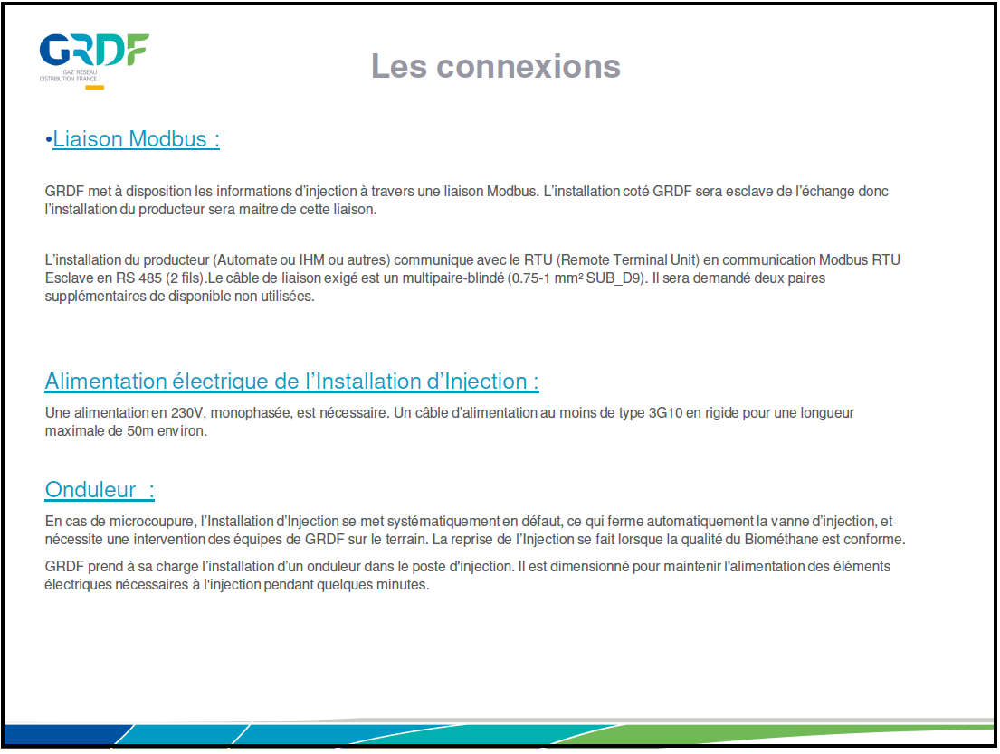 GRDF
GAZ RÉSEAU
DISTRIBUTION FRANCE
Les connexions
•Liaison Modbus :
GRDF met à disposition les informations d’injection à travers une liaison Modbus. L’installation coté GRDF sera esclave de l’échange donc
l’installation du producteur sera maitre de cette liaison.
L’installation du producteur (Automate ou IHM ou autres) communique avec le RTU (Remote Terminal Unit) en communication Modbus RTU
Esclave en RS 485 (2 fils).Le câble de liaison exigé est un multipaire-blindé (0.75-1 mm² SUB_D9). Il sera demandé deux paires
supplémentaires de disponible non utilisées.
Alimentation électrique de l’Installation d’Injection :
Une alimentation en 230V, monophasée, est nécessaire. Un câble d’alimentation au moins de type 3G10 en rigide pour une longueur
maximale de 50m environ.
Onduleur :
En cas de microcoupure, l’Installation d’Injection se met systématiquement en défaut, ce qui ferme automatiquement la vanne d’injection, et
nécessite une intervention des équipes de GRDF sur le terrain. La reprise de l’Injection se fait lorsque la qualité du Biométhane est conforme.
GRDF prend à sa charge l’installation d’un onduleur dans le poste d'injection. Il est dimensionné pour maintenir l'alimentation des éléments
électriques nécessaires à l'injection pendant quelques minutes.